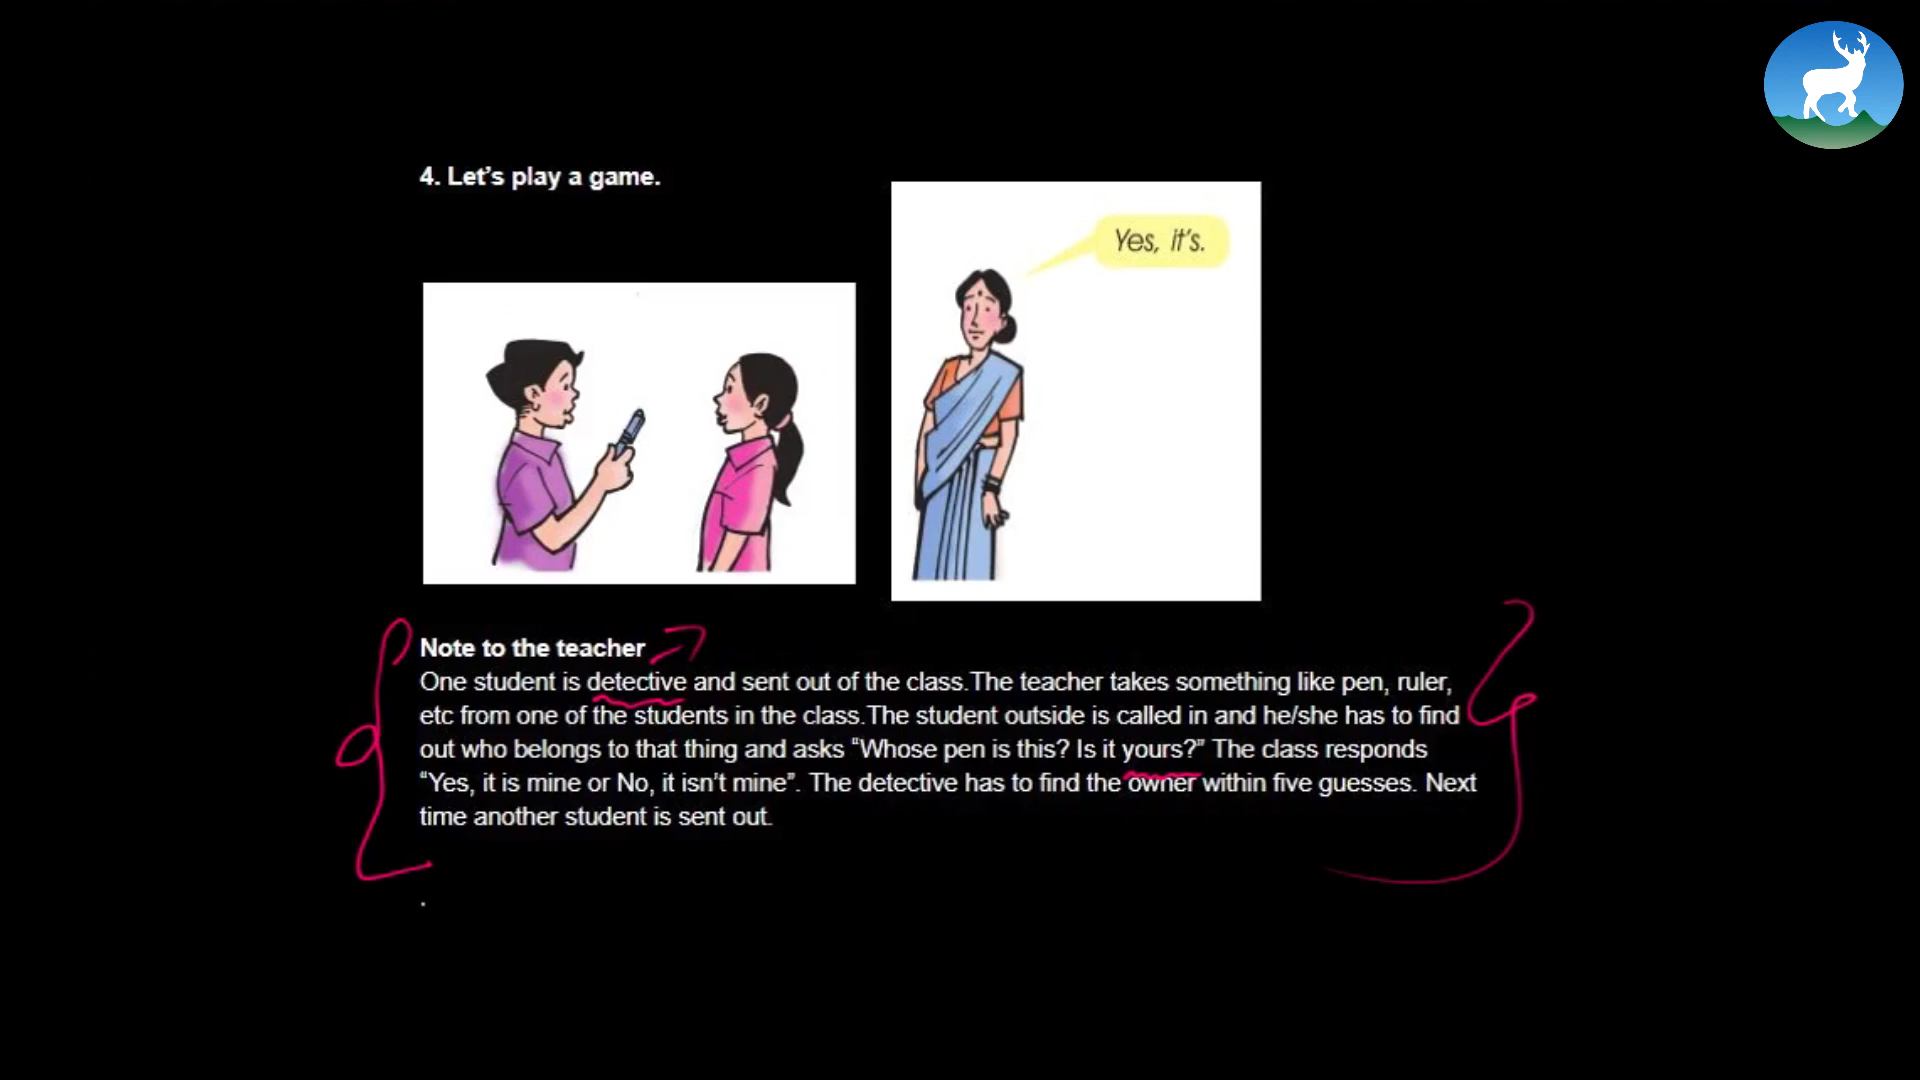 4. Let's play a game.
Yes, it's.
Note to the teacher
One student is detective and sent out of the class.The teacher takes something like pen, ruler,
etc from one of the students in the class.The student outside is called in and he/she has to find
out who belongs to that thing and asks “Whose pen is this? Is it yours?” The class responds
“Yes, it is mine or No, it isn't mine”. The detective has to find the owner within five guesses. Next
time another student is sent out.
.